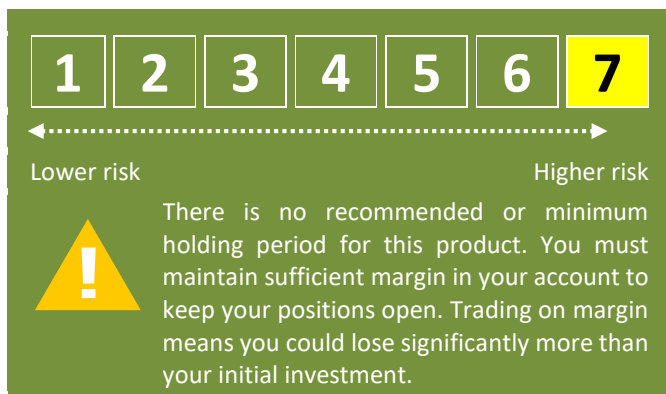 1 2 3 4 5 6 7
Lower risk Higher risk
!
There is no recommended or minimum
holding period for this product. You must
maintain sufficient margin in your account to
keep your positions open. Trading on margin
means you could lose significantly more than
your initial investment.